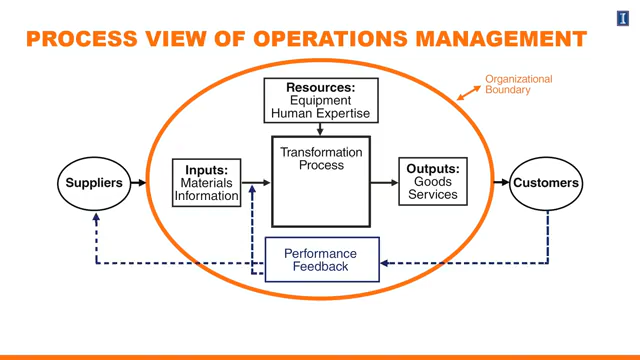 PROCESS VIEW OF OPERATIONS MANAGEMENT
Organizational
Boundary
Resources:
Equipment
Human Expertise
Transformation
Process
Suppliers
Inputs:
Materials
Information
Outputs:
Goods
Services
Customers
Performance
Feedback